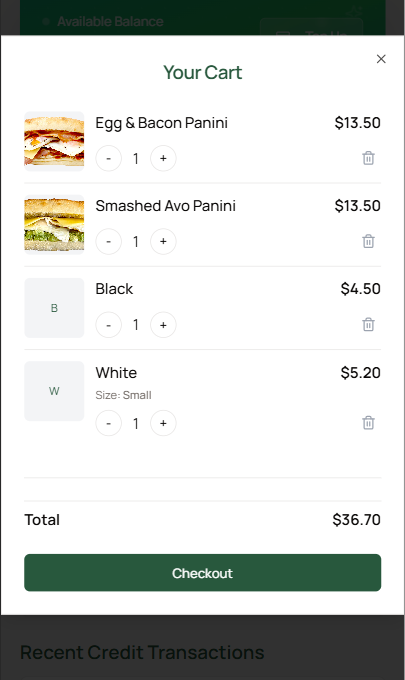 Available Balance
Top Up
Your Cart
Egg & Bacon Panini
$13.50
- 1 +
Smashed Avo Panini
$13.50
- 1 +
B
Black
$4.50
- 1 +
W
White
$5.20
Size: Small
- 1 +
Total
$36.70
Checkout
Recent Credit Transactions